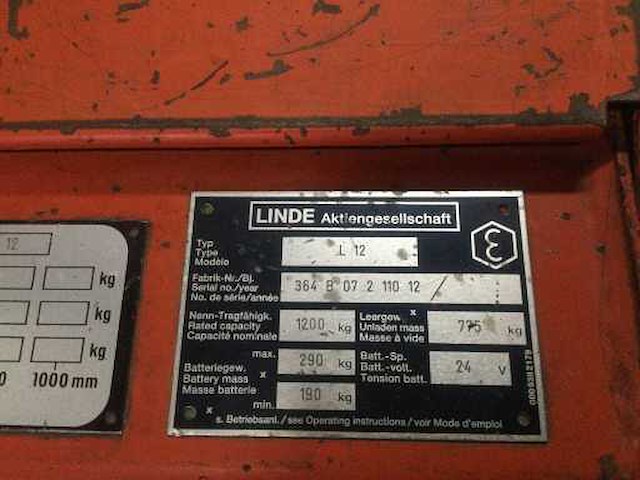 LINDE Aktiengesellschaft
Typ
Type
Modèle
L 12
Fabrik-Nr./Bj.
Serial no./year
No. de série/année
364 B 07 2 110 12 /
Nenn-Tragfähigk.
Rated capacity
Capacité nominale
1200 kg
Leergew. x
Unladen mass
Masse à vide
775 kg
max.
290 kg
Batteriegew.
Battery mass x
Masse batterie
min.
190 kg
Batt.-Sp.
Batt.-volt.
Tension batt.
24 V
x
s. Betriebsanl./see Operating instructions/voir Mode d'emploi
12
kg
kg
kg
0 1000 mm